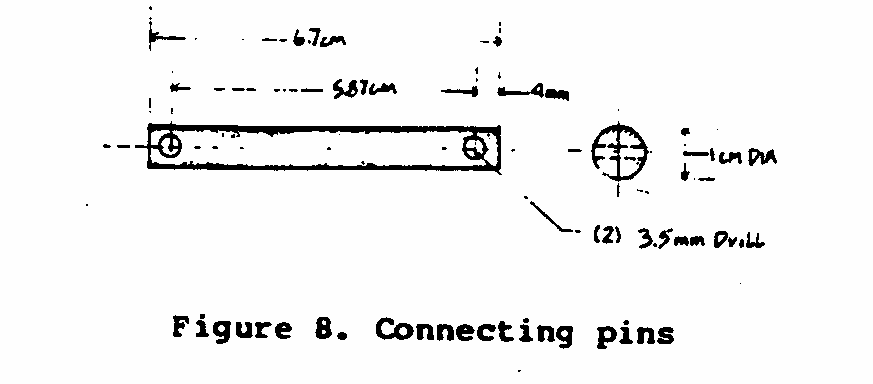 6.7cm
5.87cm
4mm
1cm DIA
(2) 3.5mm Drill
Figure 8. Connecting pins